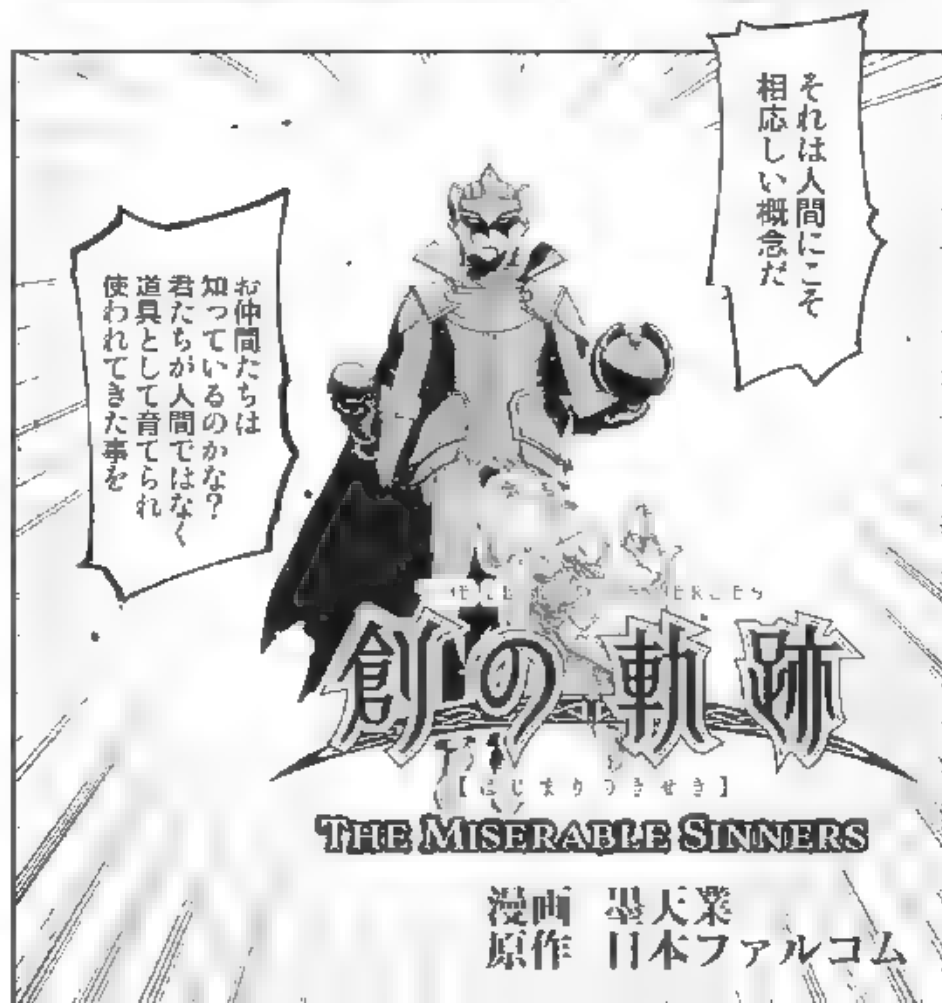 それは人間にこそ
相応しい概念だ
お仲間たちは
知っているのかな?
君たちが人間ではなく
道具として育てられ
使われてきた事を
創の軌跡
【はじまりのきせき】
THE MISERABLE SINNERS
漫画 墨天業
原作 日本ファルコム